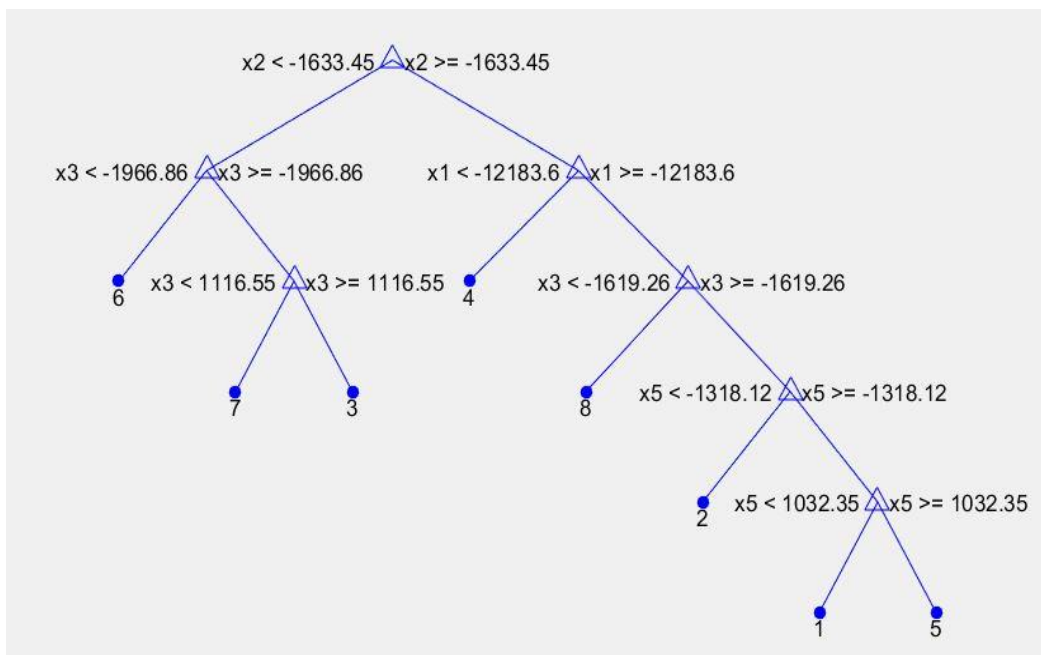 x2 < -1633.45 x2 >= -1633.45
x3 < -1966.86 x3 >= -1966.86 x1 < -12183.6 x1 >= -12183.6
6 x3 < 1116.55 x3 >= 1116.55 4 x3 < -1619.26 x3 >= -1619.26
7 3 8 x5 < -1318.12 x5 >= -1318.12
2 x5 < 1032.35 x5 >= 1032.35
1 5